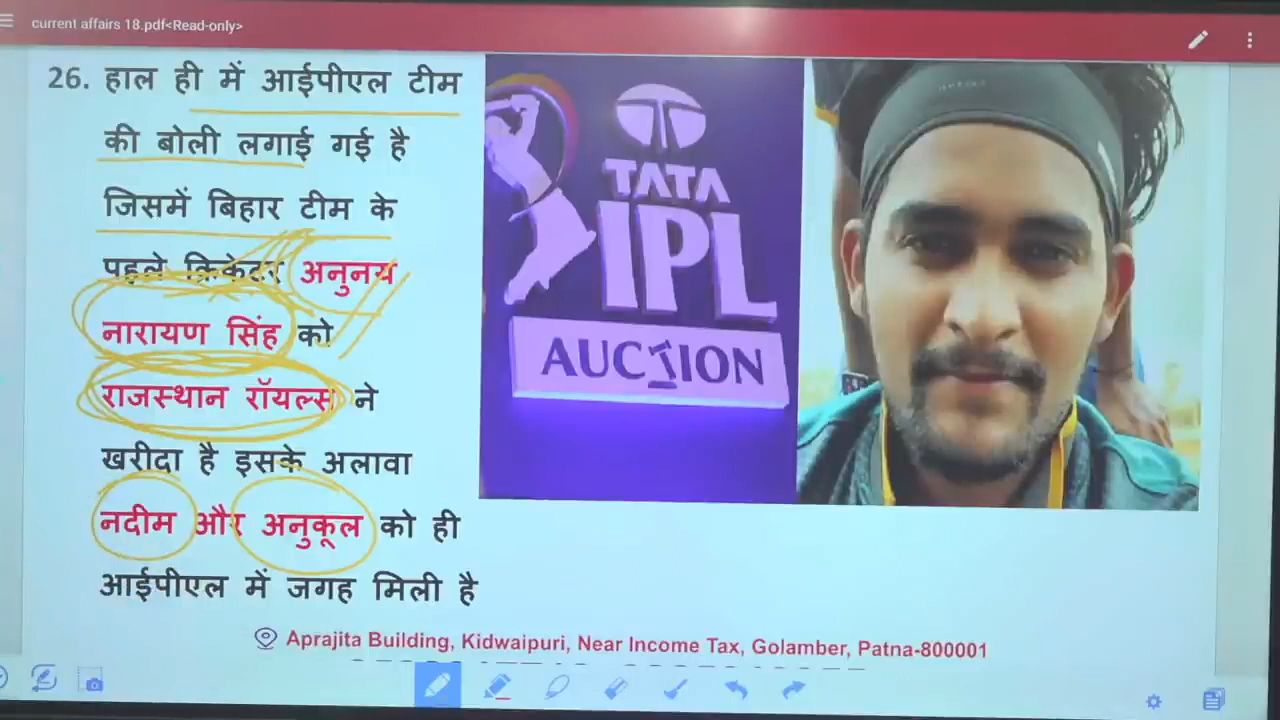 current affairs 18.pdf<Read-only>
26. हाल ही में आईपीएल टीम
की बोली लगाई गई है
जिसमें बिहार टीम के
पहले क्रिकेटर अनुनय
नारायण सिंह को
राजस्थान रॉयल्स ने
खरीदा है इसके अलावा
नदीम और अनुकूल को ही
आईपीएल में जगह मिली है
TATA
IPL
AUCTION
Aprajita Building, Kidwaipuri, Near Income Tax, Golamber, Patna-800001